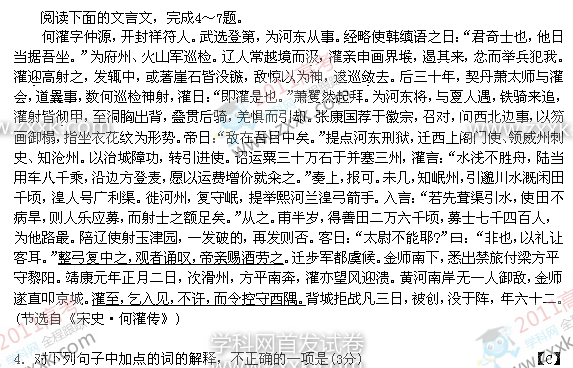 阅读下面的文言文，完成4～7题。
何灌字仲源，开封祥符人。武选登第，为河东从事。经略使韩缜语之曰：“君奇士也，他日
当据吾坐。”为府州、火山军巡检。辽人常越境而汲，灌亲申画界堠，遏其来，忿而举兵犯我。
灌迎高射之，发辄中，或著崖石皆没镞，敌惊以为神，逡巡敛去。后三十年，契丹萧太师与灌
会，道曩事，数何巡检神射，灌曰：“即灌是也。”萧矍然起拜。为河东将，与夏人遇，铁骑来追，
灌射皆彻甲，至洞胸出背，叠贯后骑，羌惧而引却。张康国荐于徽宗，召对，问西北边事，以笏
画御榻，指坐衣花纹为形势。帝曰：“敌在吾目中矣。”提点河东刑狱，迁西上阁门使、领威州刺
史、知沧州。以治城障功，转引进使。诏运粟三十万石于并塞三州，灌言：“水浅不胜舟，陆当
用车八千乘，沿边方登麦，愿以运费增价就籴之。”奏上，报可。未几，知岷州，引邈川水溉闲田
千顷，湟人号广利渠。徙河州，复守岷，提举熙河兰湟弓箭手。入言：“若先葺渠引水，使田不
病旱，则人乐应募，而射士之额足矣。”从之。甫半岁，得善田二万六千顷，募士七千四百人，
为他路最。陪辽使射玉津园，一发破的，再发则否。客曰：“太尉不能耶?”曰：“非也，以礼让
客耳。”整弓复中之，观者诵叹，帝亲赐酒劳之。迁步军都虞候。金师南下，悉出禁旅付梁方平
守黎阳。靖康元年正月二日，次滑州，方平南奔，灌亦望风迎溃。黄河南岸无一人御敌，金师
遂直叩京城。灌至，乞入见，不许，而令控守西隅。背城拒战凡三日，被创，没于阵，年六十二。
(节选自《宋史·何灌传》)
4．对下列句子中加点的词的解释，不正确的一项是(3分) 【C】
学科网首发试卷
www.zxxk.com